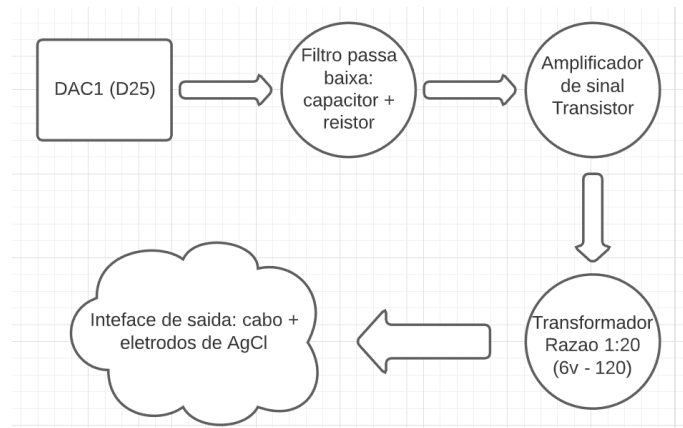 DAC1 (D25)
Filtro passa
baixa:
capacitor +
reistor
Amplificador
de sinal
Transistor
Transformador
Razao 1:20
(6v - 120)
Inteface de saida: cabo +
eletrodos de AgCl